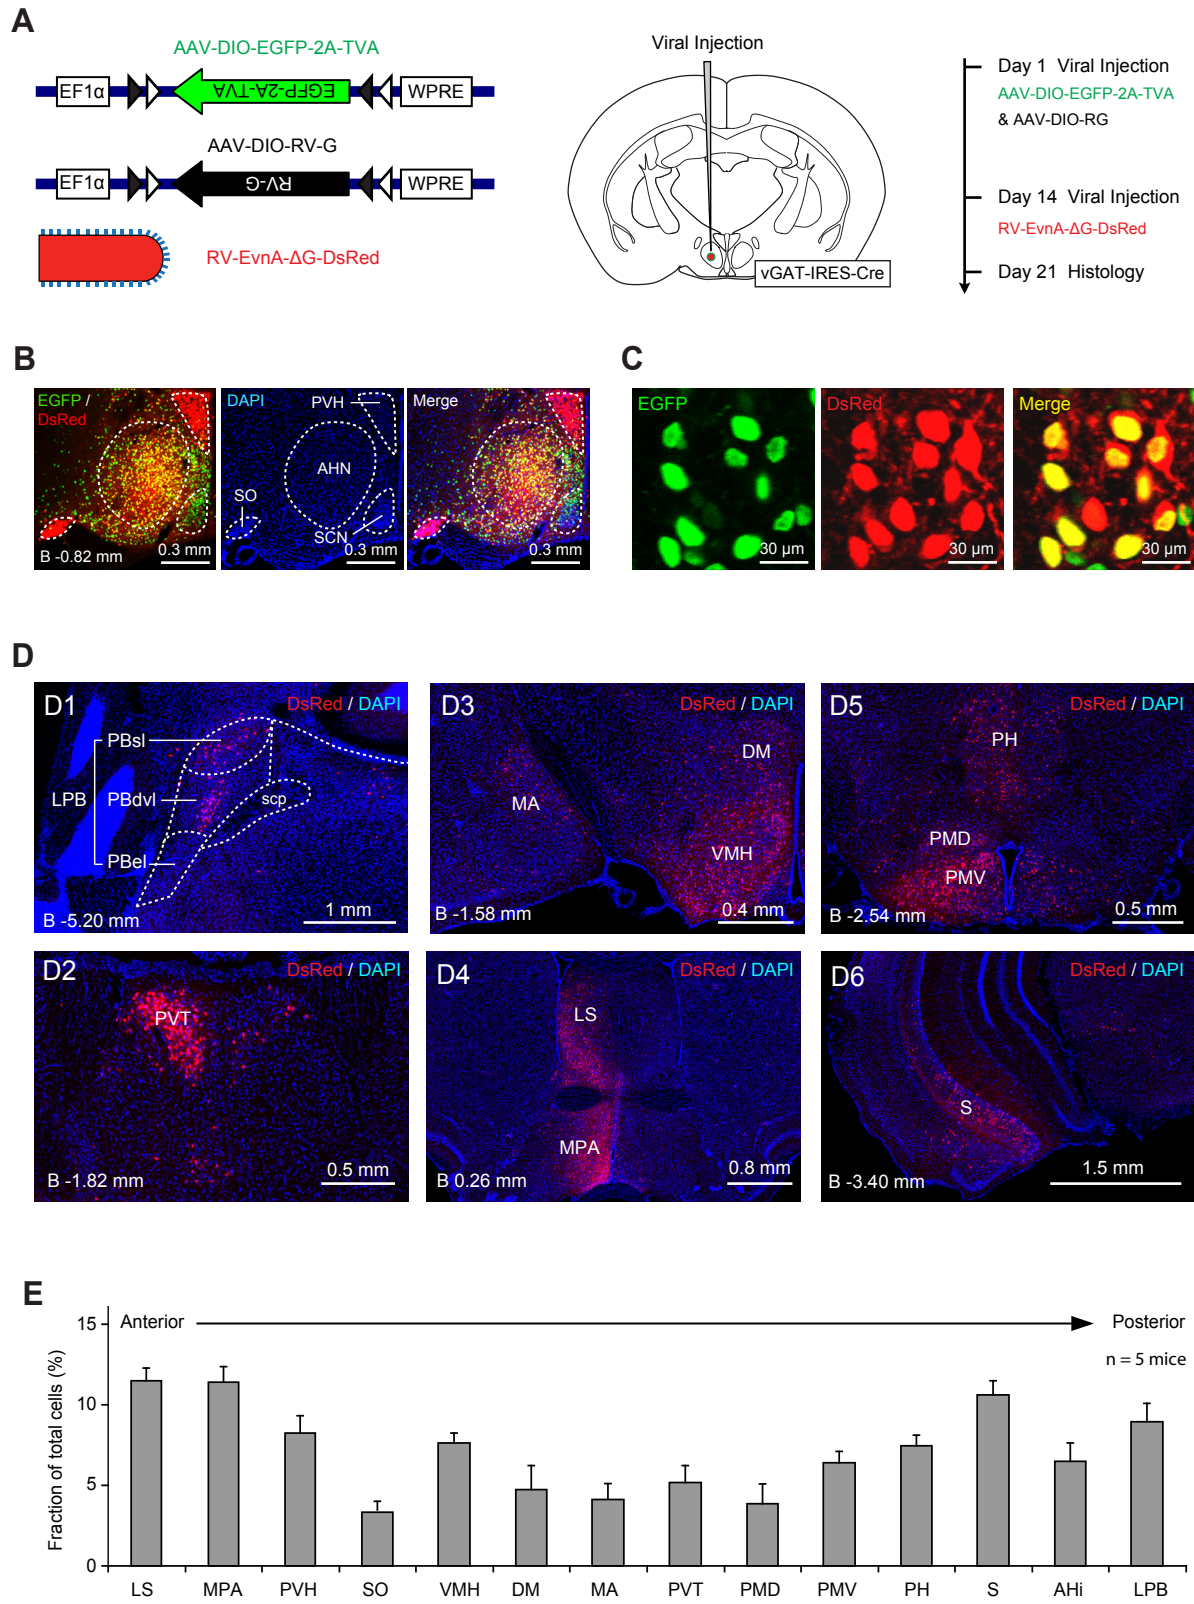 A
AAV-DIO-EGFP-2A-TVA
EF1α
EGFP-2A-TVA
WPRE
AAV-DIO-RV-G
EF1α
RV-G
WPRE
RV-EvnA-ΔG-DsRed
Viral Injection
vGAT-IRES-Cre
Day 1 Viral Injection
AAV-DIO-EGFP-2A-TVA
& AAV-DIO-RG
Day 14 Viral Injection
RV-EvnA-ΔG-DsRed
Day 21 Histology
B
EGFP /
DsRed
SO
B -0.82 mm
0.3 mm
DAPI
PVH
AHN
SO
SCN
0.3 mm
Merge
0.3 mm
C
EGFP
30 µm
DsRed
30 µm
Merge
30 µm
D
D1
DsRed / DAPI
PBsl
LPB
PBdvl
scp
PBel
B -5.20 mm
1 mm
D3
DsRed / DAPI
DM
MA
VMH
B -1.58 mm
0.4 mm
D5
DsRed / DAPI
PH
PMD
PMV
B -2.54 mm
0.5 mm
D2
DsRed / DAPI
PVT
B -1.82 mm
0.5 mm
D4
DsRed / DAPI
LS
MPA
B 0.26 mm
0.8 mm
D6
DsRed / DAPI
S
B -3.40 mm
1.5 mm
E
Fraction of total cells (%)
15
10
5
0
Anterior
Posterior
n = 5 mice
LS MPA PVH SO VMH DM MA PVT PMD PMV PH S AHi LPB